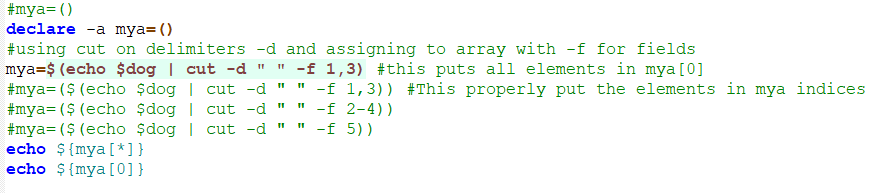 #mya=()
declare -a mya=()
#using cut on delimiters -d and assigning to array with -f for fields
mya=$(echo $dog | cut -d " " -f 1,3) #this puts all elements in mya[0]
#mya=($(echo $dog | cut -d " " -f 1,3)) #This properly put the elements in mya indices
#mya=($(echo $dog | cut -d " " -f 2-4))
#mya=($(echo $dog | cut -d " " -f 5))
echo ${mya[*]}
echo ${mya[0]}